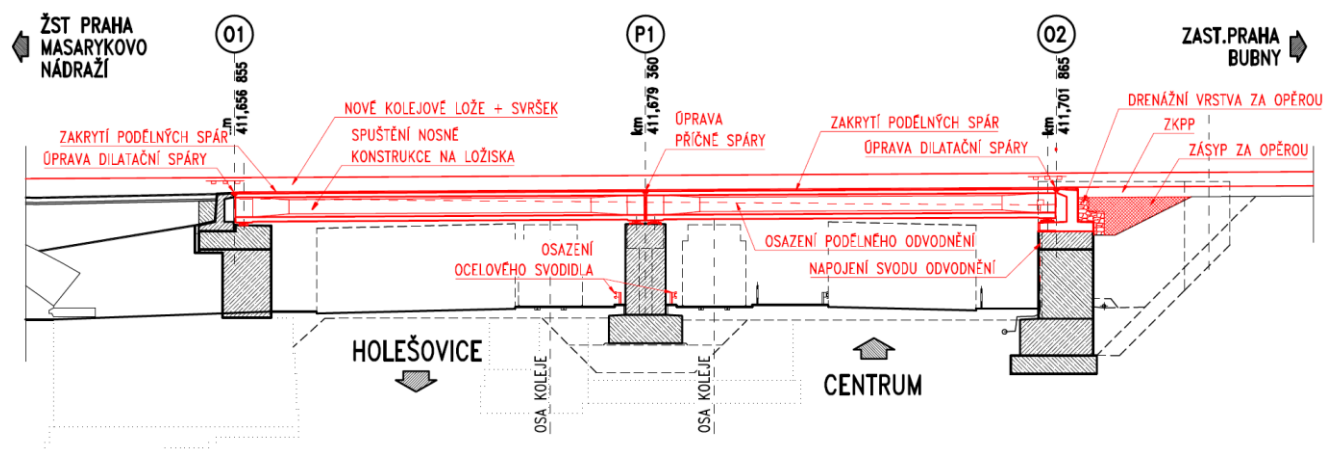 ŽST PRAHA
MASARYKOVO
NÁDRAŽÍ
O1
411,656 855
P1
km
411,679 360
O2
km
411,701 865
ZAST.PRAHA
BUBNY
NOVÉ KOLEJOVÉ LOŽE + SVRŠEK
ZAKRYTÍ PODÉLNÝCH SPÁR
SPUŠTĚNÍ NOSNÉ
KONSTRUKCE NA LOŽISKA
ÚPRAVA DILATAČNÍ SPÁRY
ÚPRAVA
PŘÍČNÉ SPÁRY
ZAKRYTÍ PODÉLNÝCH SPÁR
ÚPRAVA DILATAČNÍ SPÁRY
DRENÁŽNÍ VRSTVA ZA OPĚROU
ZKPP
ZÁSYP ZA OPĚROU
OSAZENÍ
OCELOVÉHO SVODIDLA
OSAZENÍ PODÉLNÉHO ODVODNĚNÍ
NAPOJENÍ SVODU ODVODNĚNÍ
HOLEŠOVICE
OSA KOLEJE
OSA KOLEJE
CENTRUM